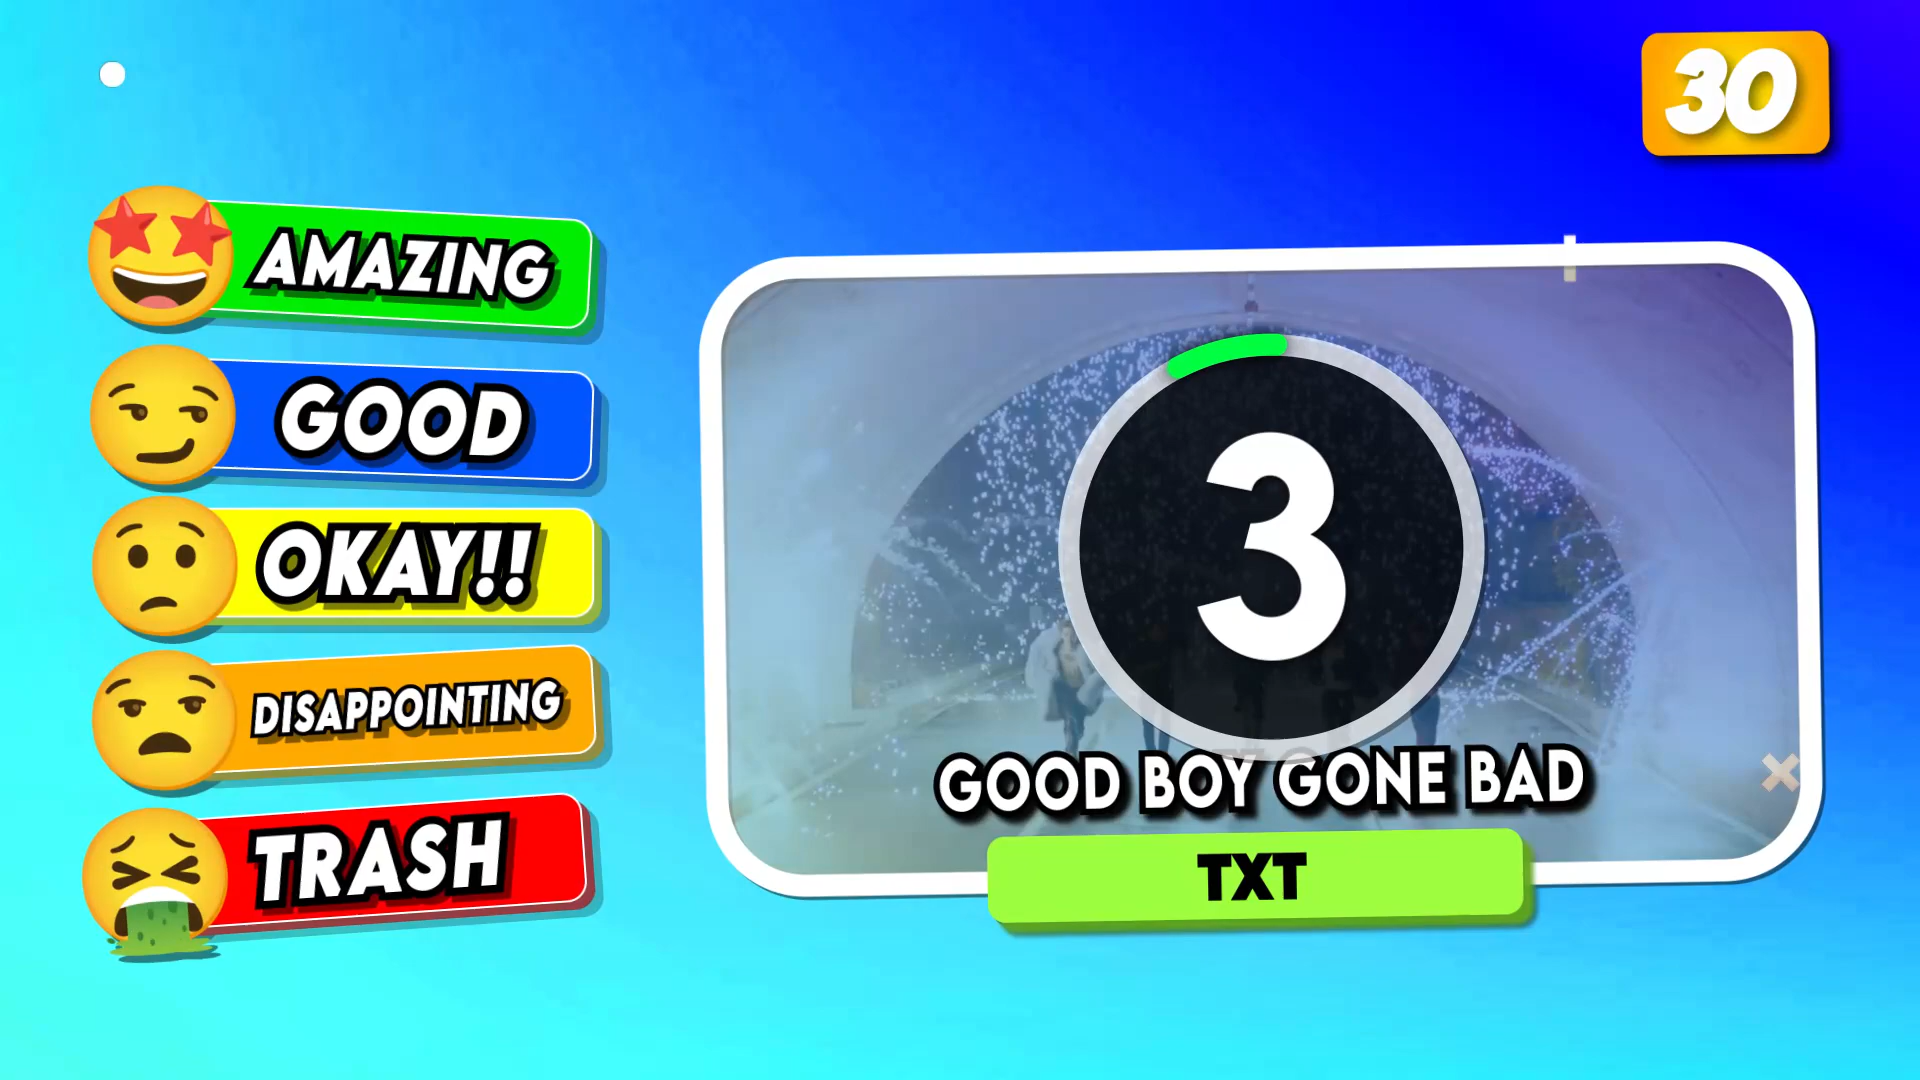 30
AMAZING
GOOD
OKAY!!
DISAPPOINTING
TRASH
3
GOOD BOY GONE BAD
TXT